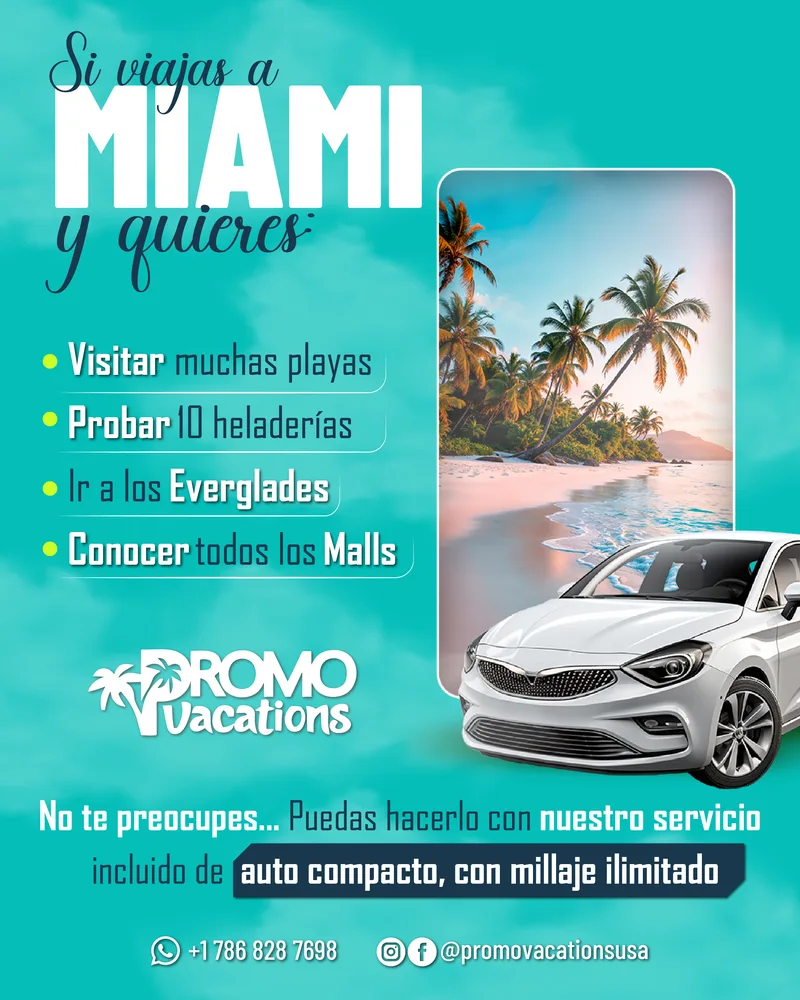 Si viajas a
MIAMI
y quieres:
Visitar muchas playas
Probar 10 heladerías
Ir a los Everglades
Conocer todos los Malls
PROMO
Vacations
No te preocupes... Puedas hacerlo con nuestro servicio
incluido de auto compacto, con millaje ilimitado
+1 786 828 7698 @promovacationsusa